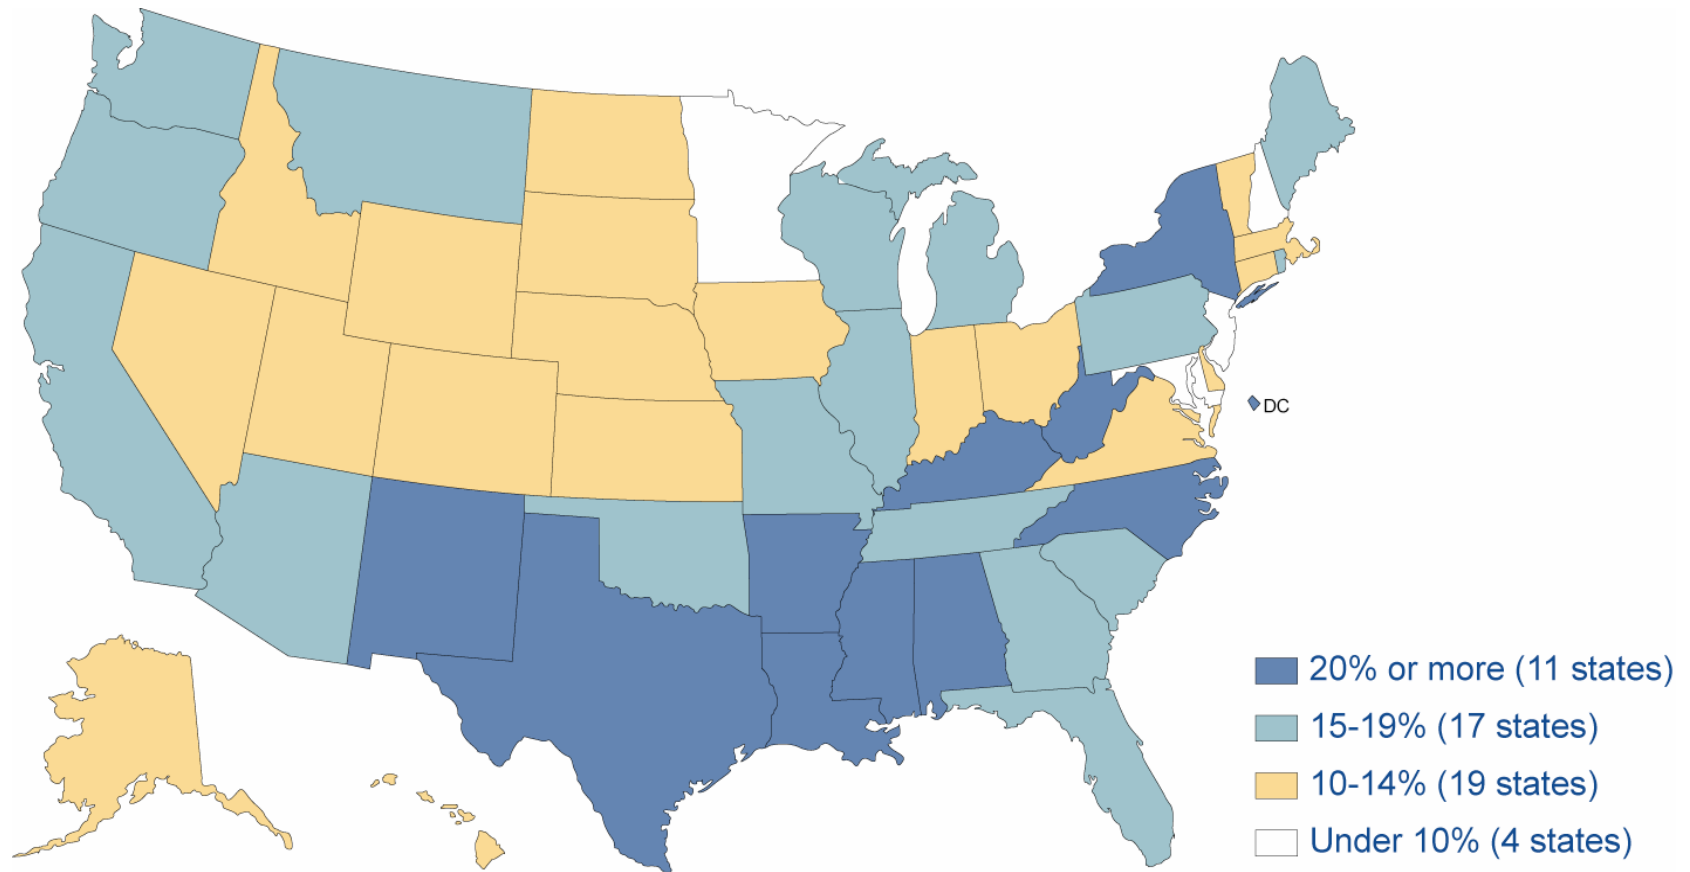 DC
20% or more (11 states)
15-19% (17 states)
10-14% (19 states)
Under 10% (4 states)